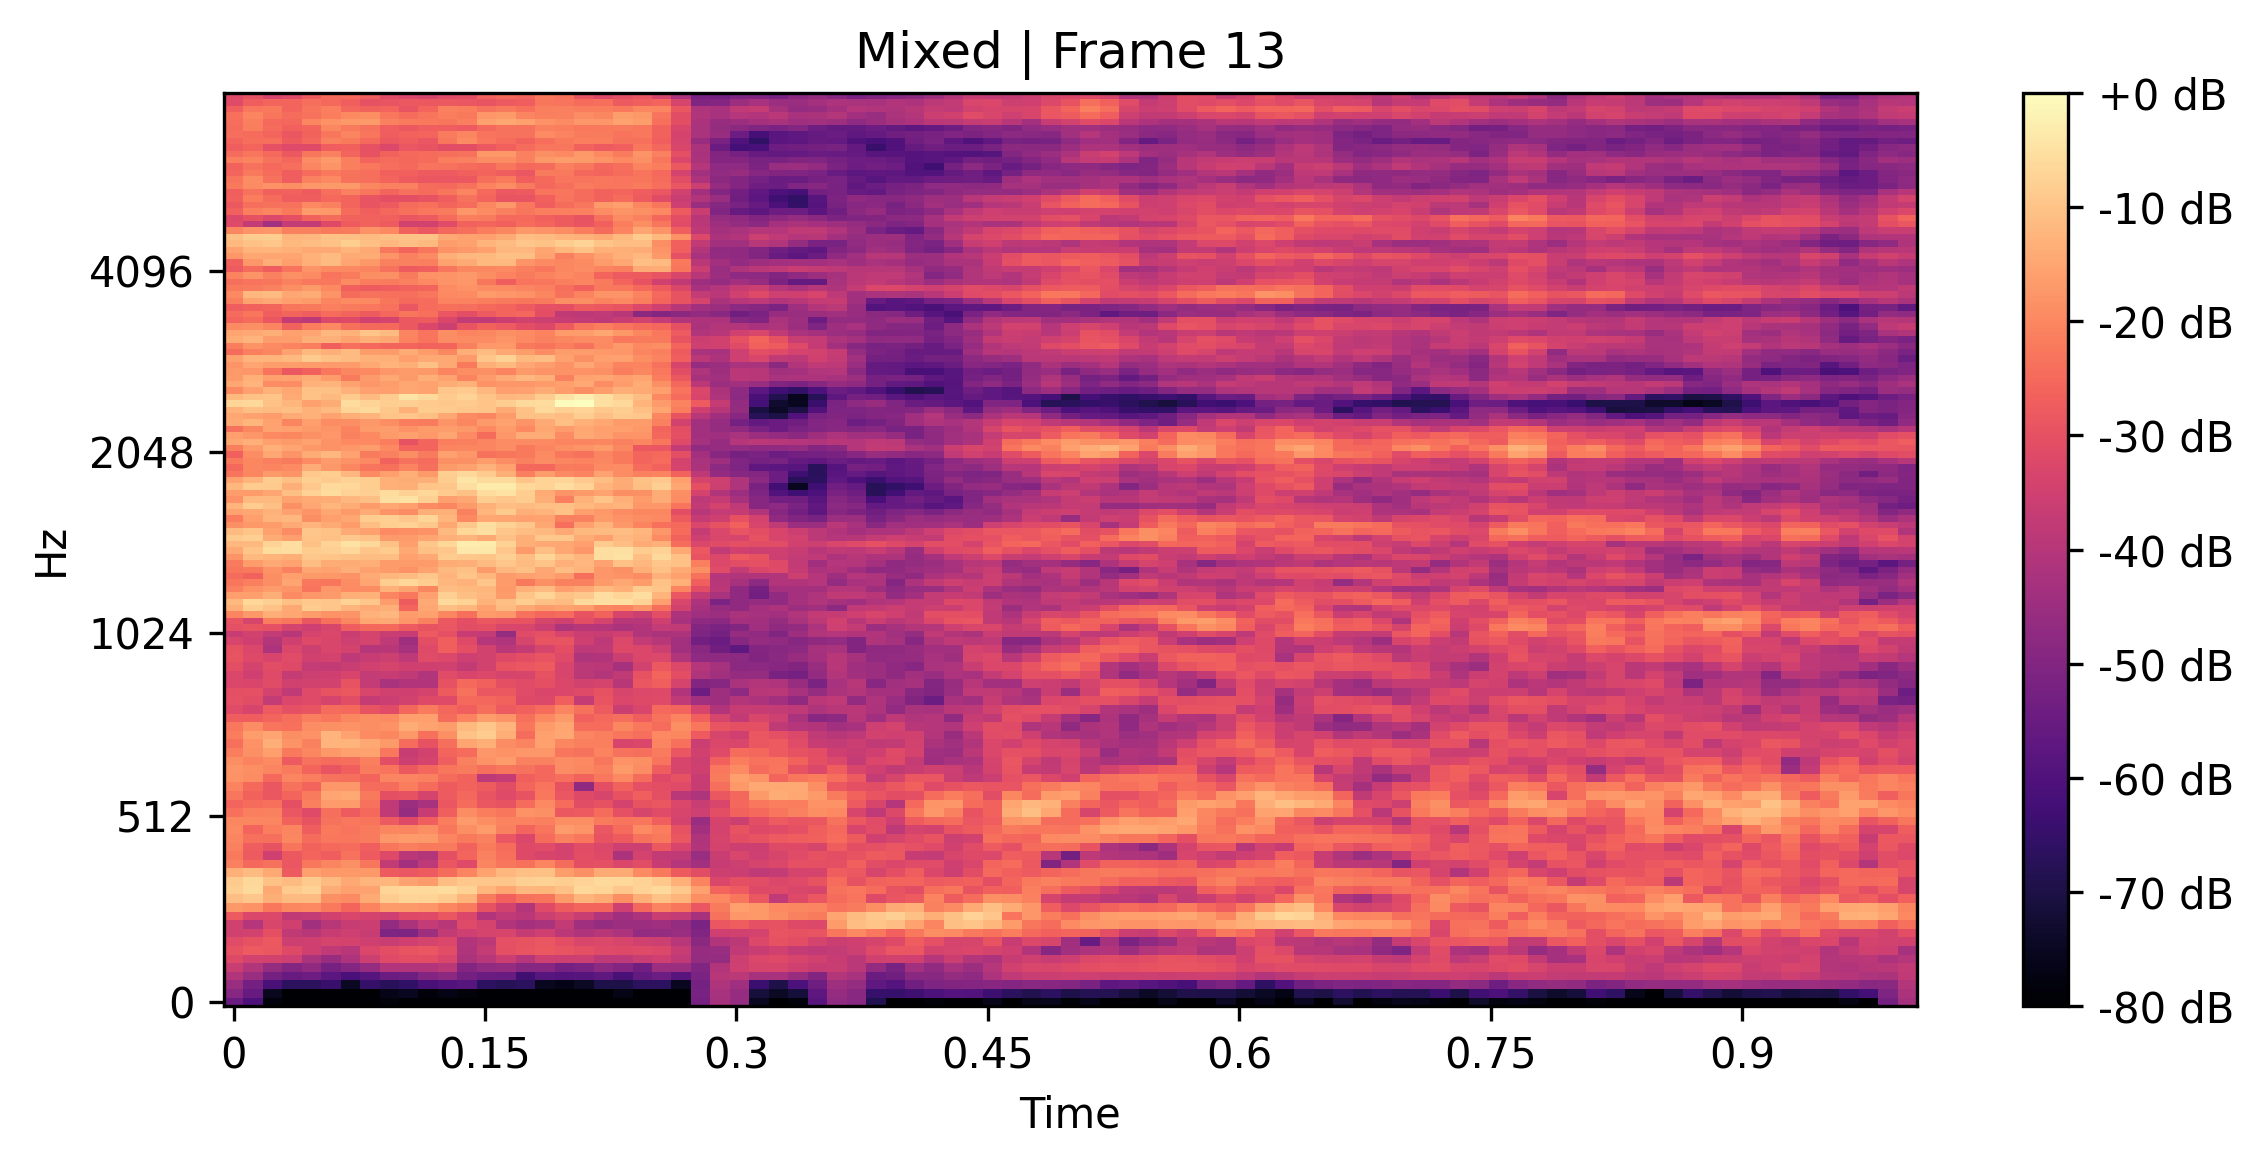 Mixed | Frame 13
+0 dB
-10 dB
-20 dB
-30 dB
-40 dB
-50 dB
-60 dB
-70 dB
-80 dB
Hz
4096
2048
1024
512
0
0 0.15 0.3 0.45 0.6 0.75 0.9
Time